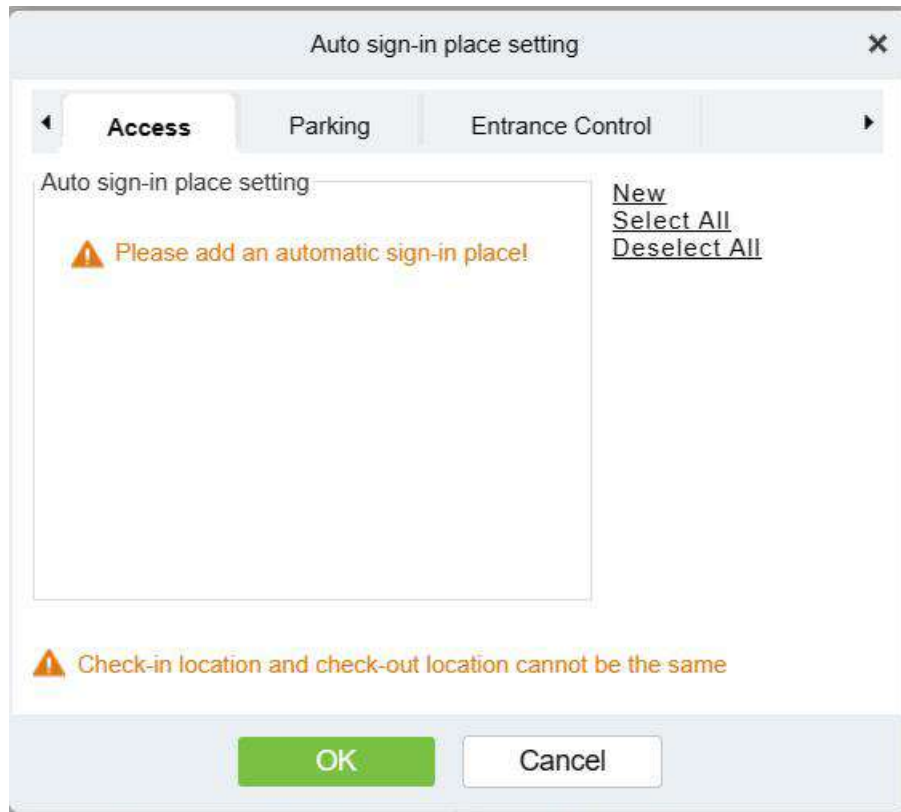 Auto sign-in place setting
Access Parking Entrance Control
Auto sign-in place setting
New
Select All
Deselect All
Please add an automatic sign-in place!
Check-in location and check-out location cannot be the same
OK Cancel